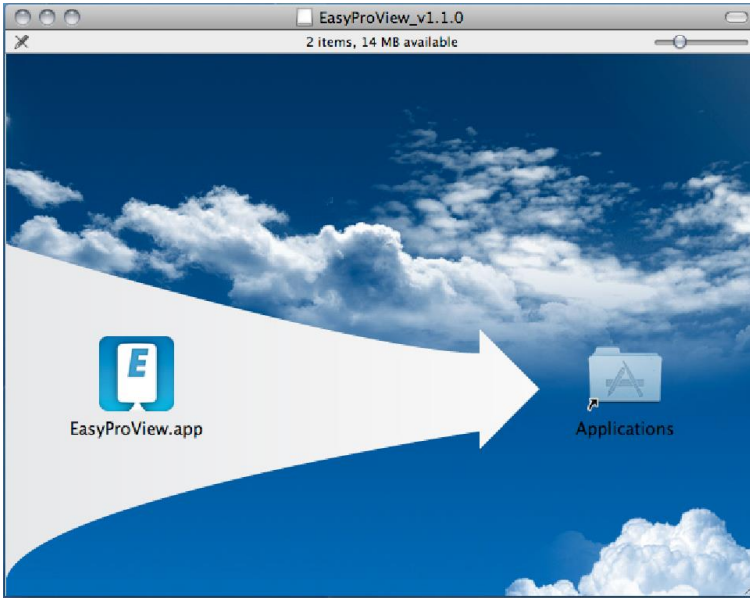 EasyProView_v1.1.0
2 items, 14 MB available
E
EasyProView.app
Applications